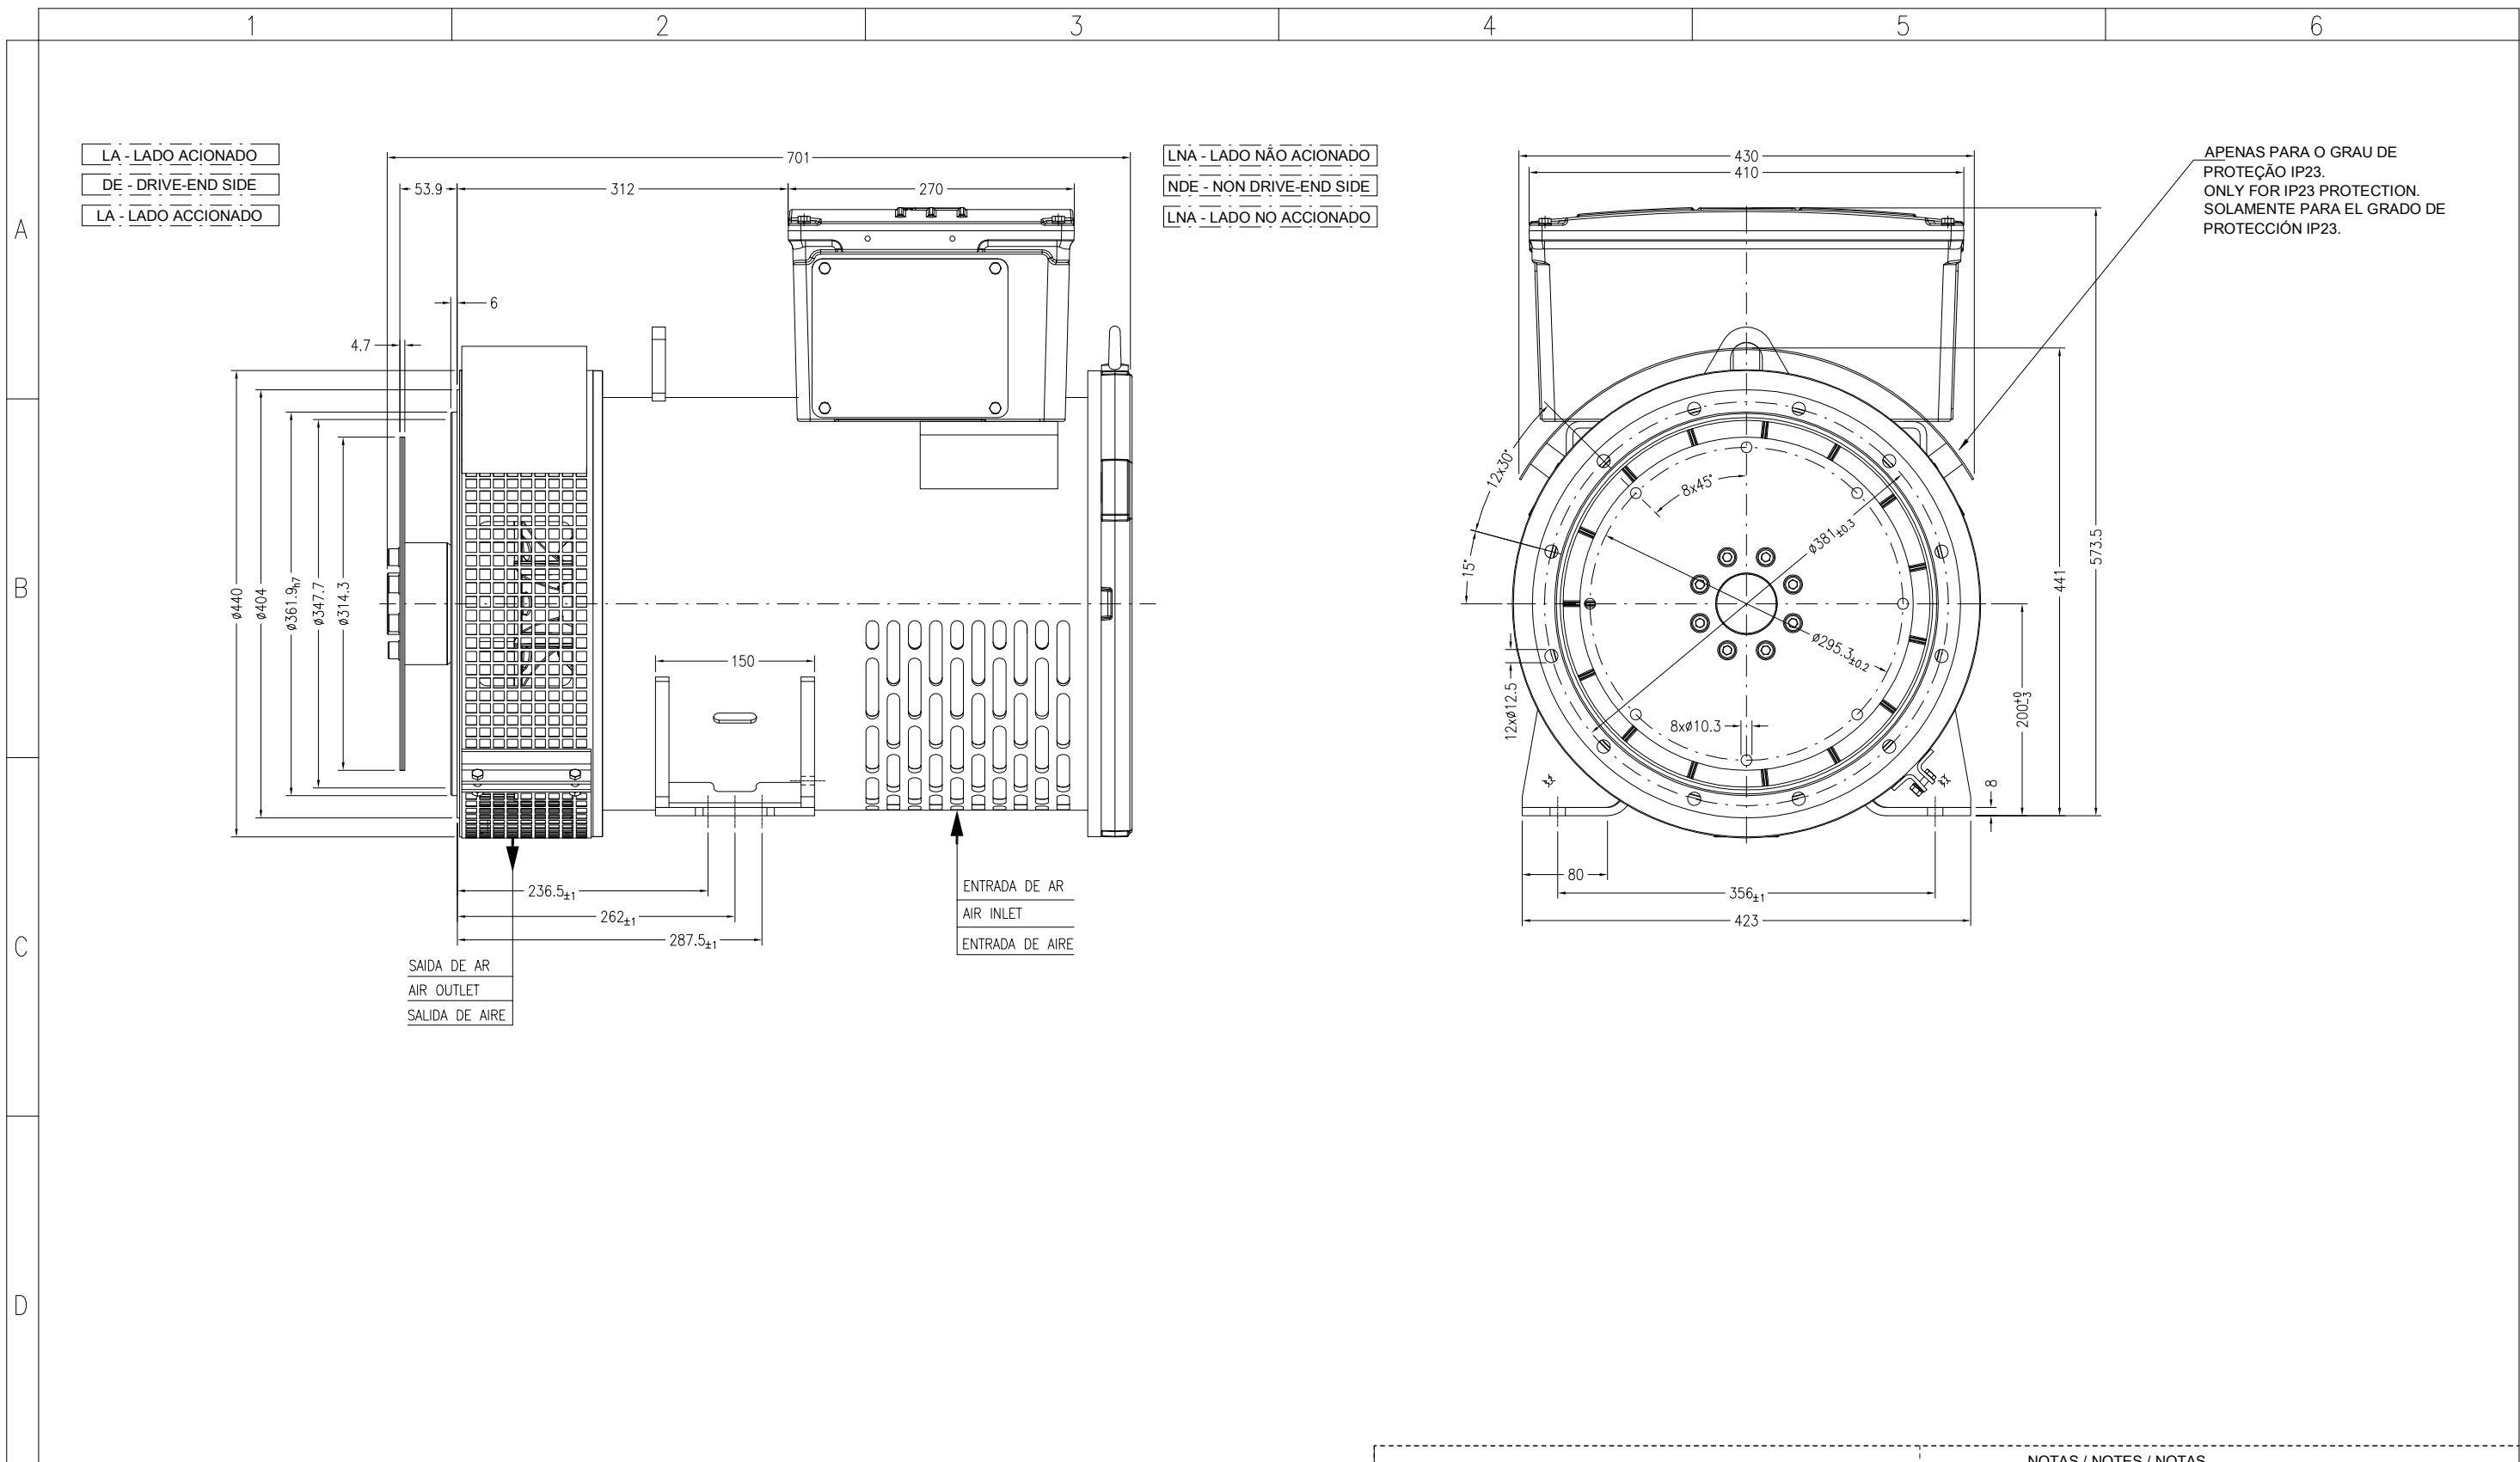 1 2 3 4 5 6
A
B
C
D
LA - LADO ACIONADO
DE - DRIVE-END SIDE
LA - LADO ACCIONADO
701
53.9
312
270
6
4.7
ø440
ø404
ø361.9h7
ø347.7
ø314.3
150
236.5±1
262±1
287.5±1
SAIDA DE AR
AIR OUTLET
SALIDA DE AIRE
ENTRADA DE AR
AIR INLET
ENTRADA DE AIRE
LNA - LADO NÃO ACIONADO
NDE - NON DRIVE-END SIDE
LNA - LADO NO ACCIONADO
430
410
APENAS PARA O GRAU DE
PROTEÇÃO IP23.
ONLY FOR IP23 PROTECTION.
SOLAMENTE PARA EL GRADO DE
PROTECCIÓN IP23.
12x30°
8x45°
15°
ø381±0.3
ø295.3±0.2
12xø12.5
8xø10.3
573.5
441
200±0-3
8
80
356±1
423
NOTAS / NOTES / NOTAS